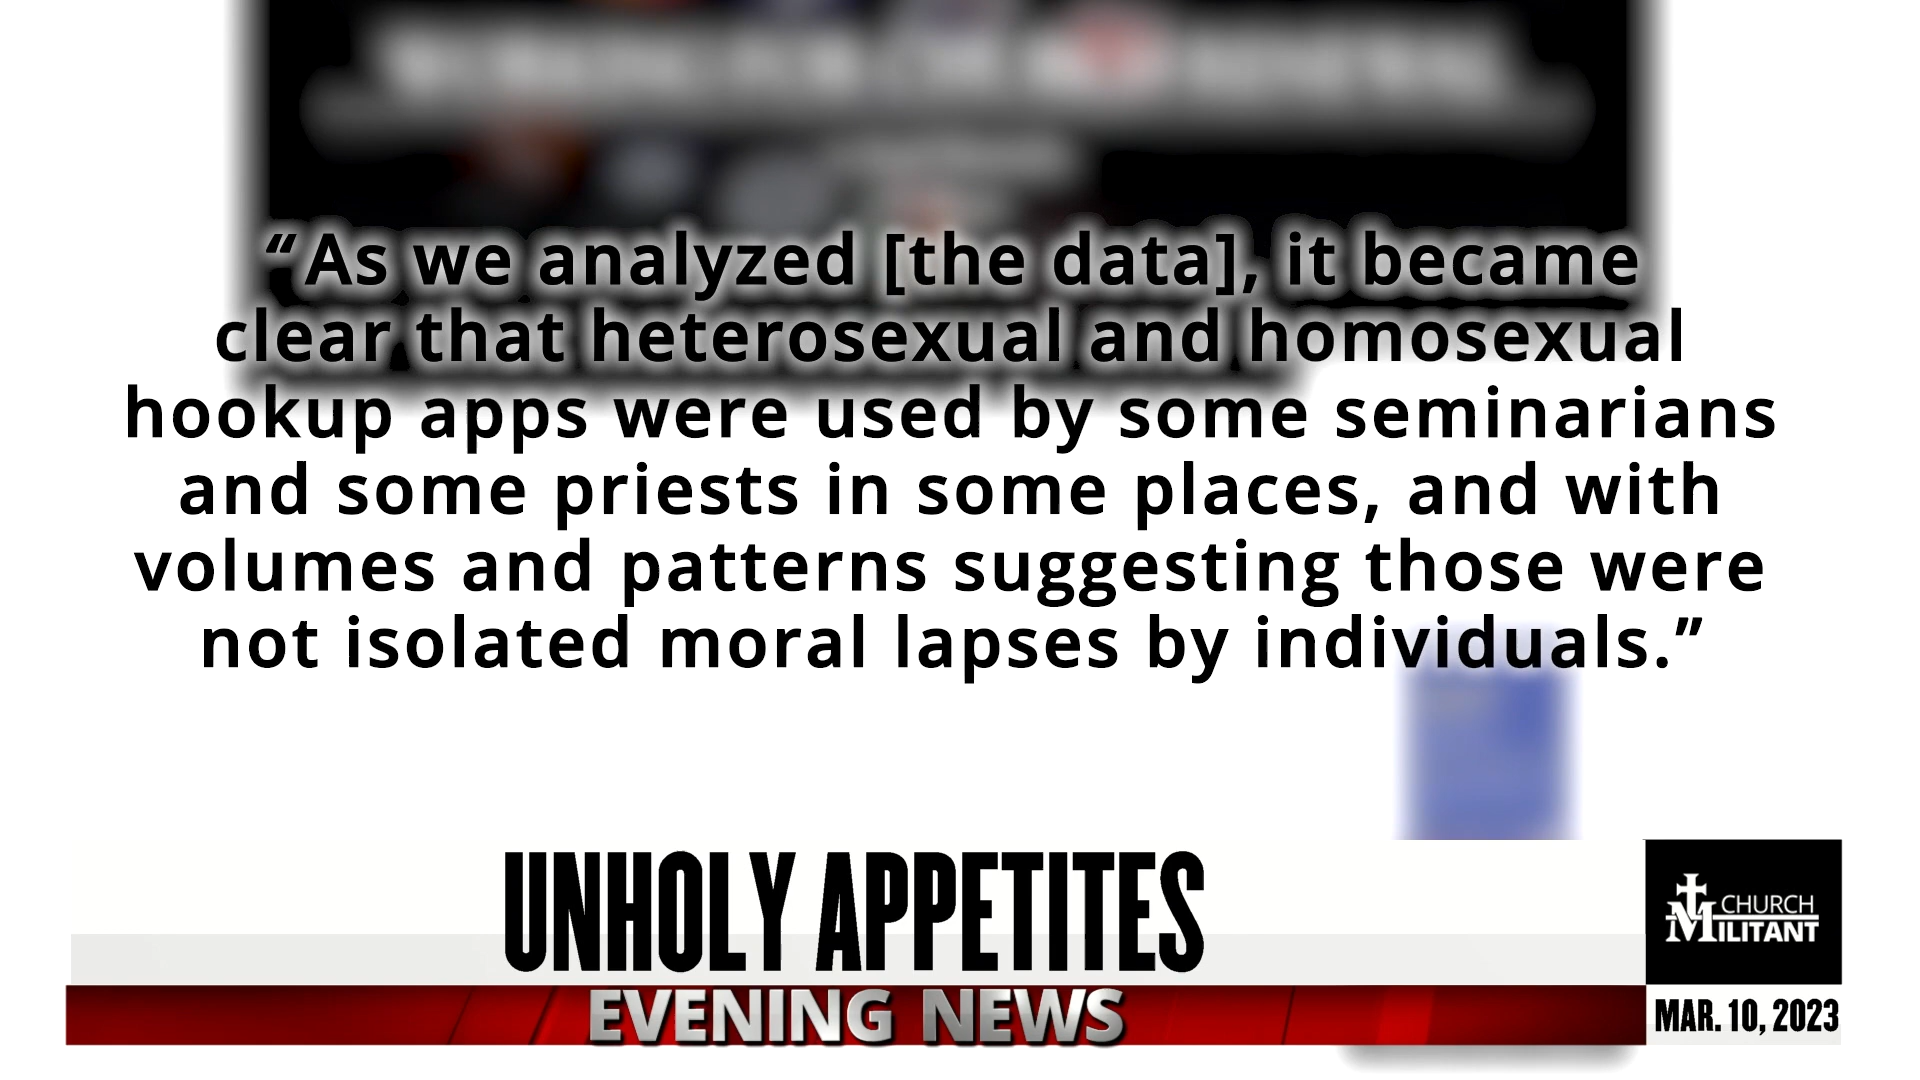 “As we analyzed [the data], it became
clear that heterosexual and homosexual
hookup apps were used by some seminarians
and some priests in some places, and with
volumes and patterns suggesting those were
not isolated moral lapses by individuals.”
UNHOLY APPETITES
CHURCH
MILITANT
EVENING NEWS
MAR. 10, 2023